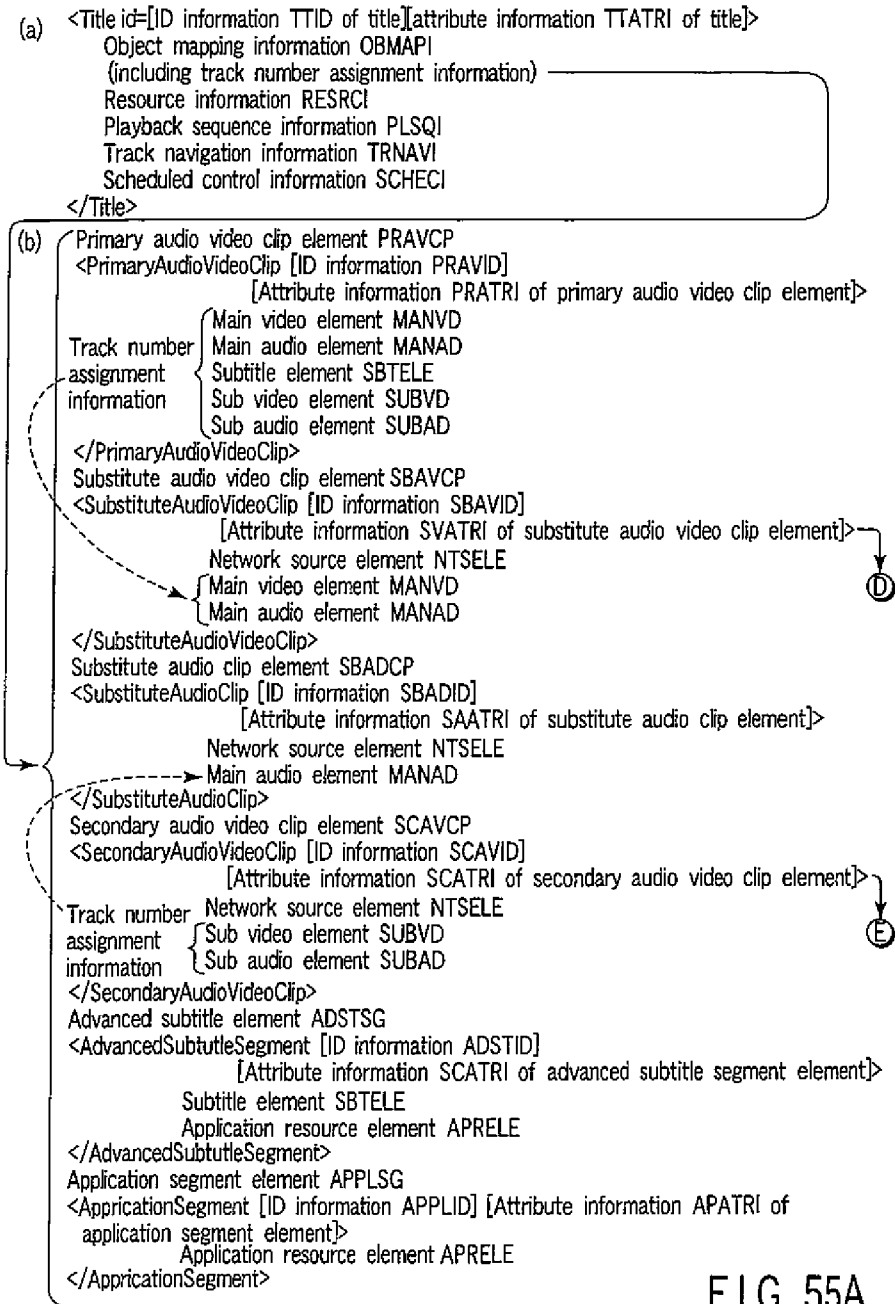 (a) <Title id=[ID information TTID of title][attribute information TTATRI of title]>
Object mapping information OBMAPI
(including track number assignment information)
Resource information RESRCI
Playback sequence information PLSQI
Track navigation information TRNAVI
Scheduled control information SCHECI
</Title>
(b) Primary audio video clip element PRAVCP
<PrimaryAudioVideoClip [ID information PRAVID]
[Attribute information PRATRI of primary audio video clip element]>
Track number assignment information
Main video element MANVD
Main audio element MANAD
Subtitle element SBTELE
Sub video element SUBVD
Sub audio element SUBAD
</PrimaryAudioVideoClip>
Substitute audio video clip element SBAVCP
<SubstituteAudioVideoClip [ID information SBAVID]
[Attribute information SVATRI of substitute audio video clip element]>
D
Network source element NTSELE
Main video element MANVD
Main audio element MANAD
</SubstituteAudioVideoClip>
Substitute audio clip element SBADCP
<SubstituteAudioClip [ID information SBADID]
[Attribute information SAATRI of substitute audio clip element]>
Network source element NTSELE
Main audio element MANAD
</SubstituteAudioClip>
Secondary audio video clip element SCAVCP
<SecondaryAudioVideoClip [ID information SCAVID]
[Attribute information SCATRI of secondary audio video clip element]>
E
Network source element NTSELE
Track number assignment information
Sub video element SUBVD
Sub audio element SUBAD
</SecondaryAudioVideoClip>
Advanced subtitle element ADSTSG
<AdvancedSubtutleSegment [ID information ADSTID]
[Attribute information SCATRI of advanced subtitle segment element]>
Subtitle element SBTELE
Application resource element APRELE
</AdvancedSubtutleSegment>
Application segment element APPLSG
<AppricationSegment [ID information APPLID] [Attribute information APATRI of
application segment element]>
Application resource element APRELE
</AppricationSegment>
FIG. 55A